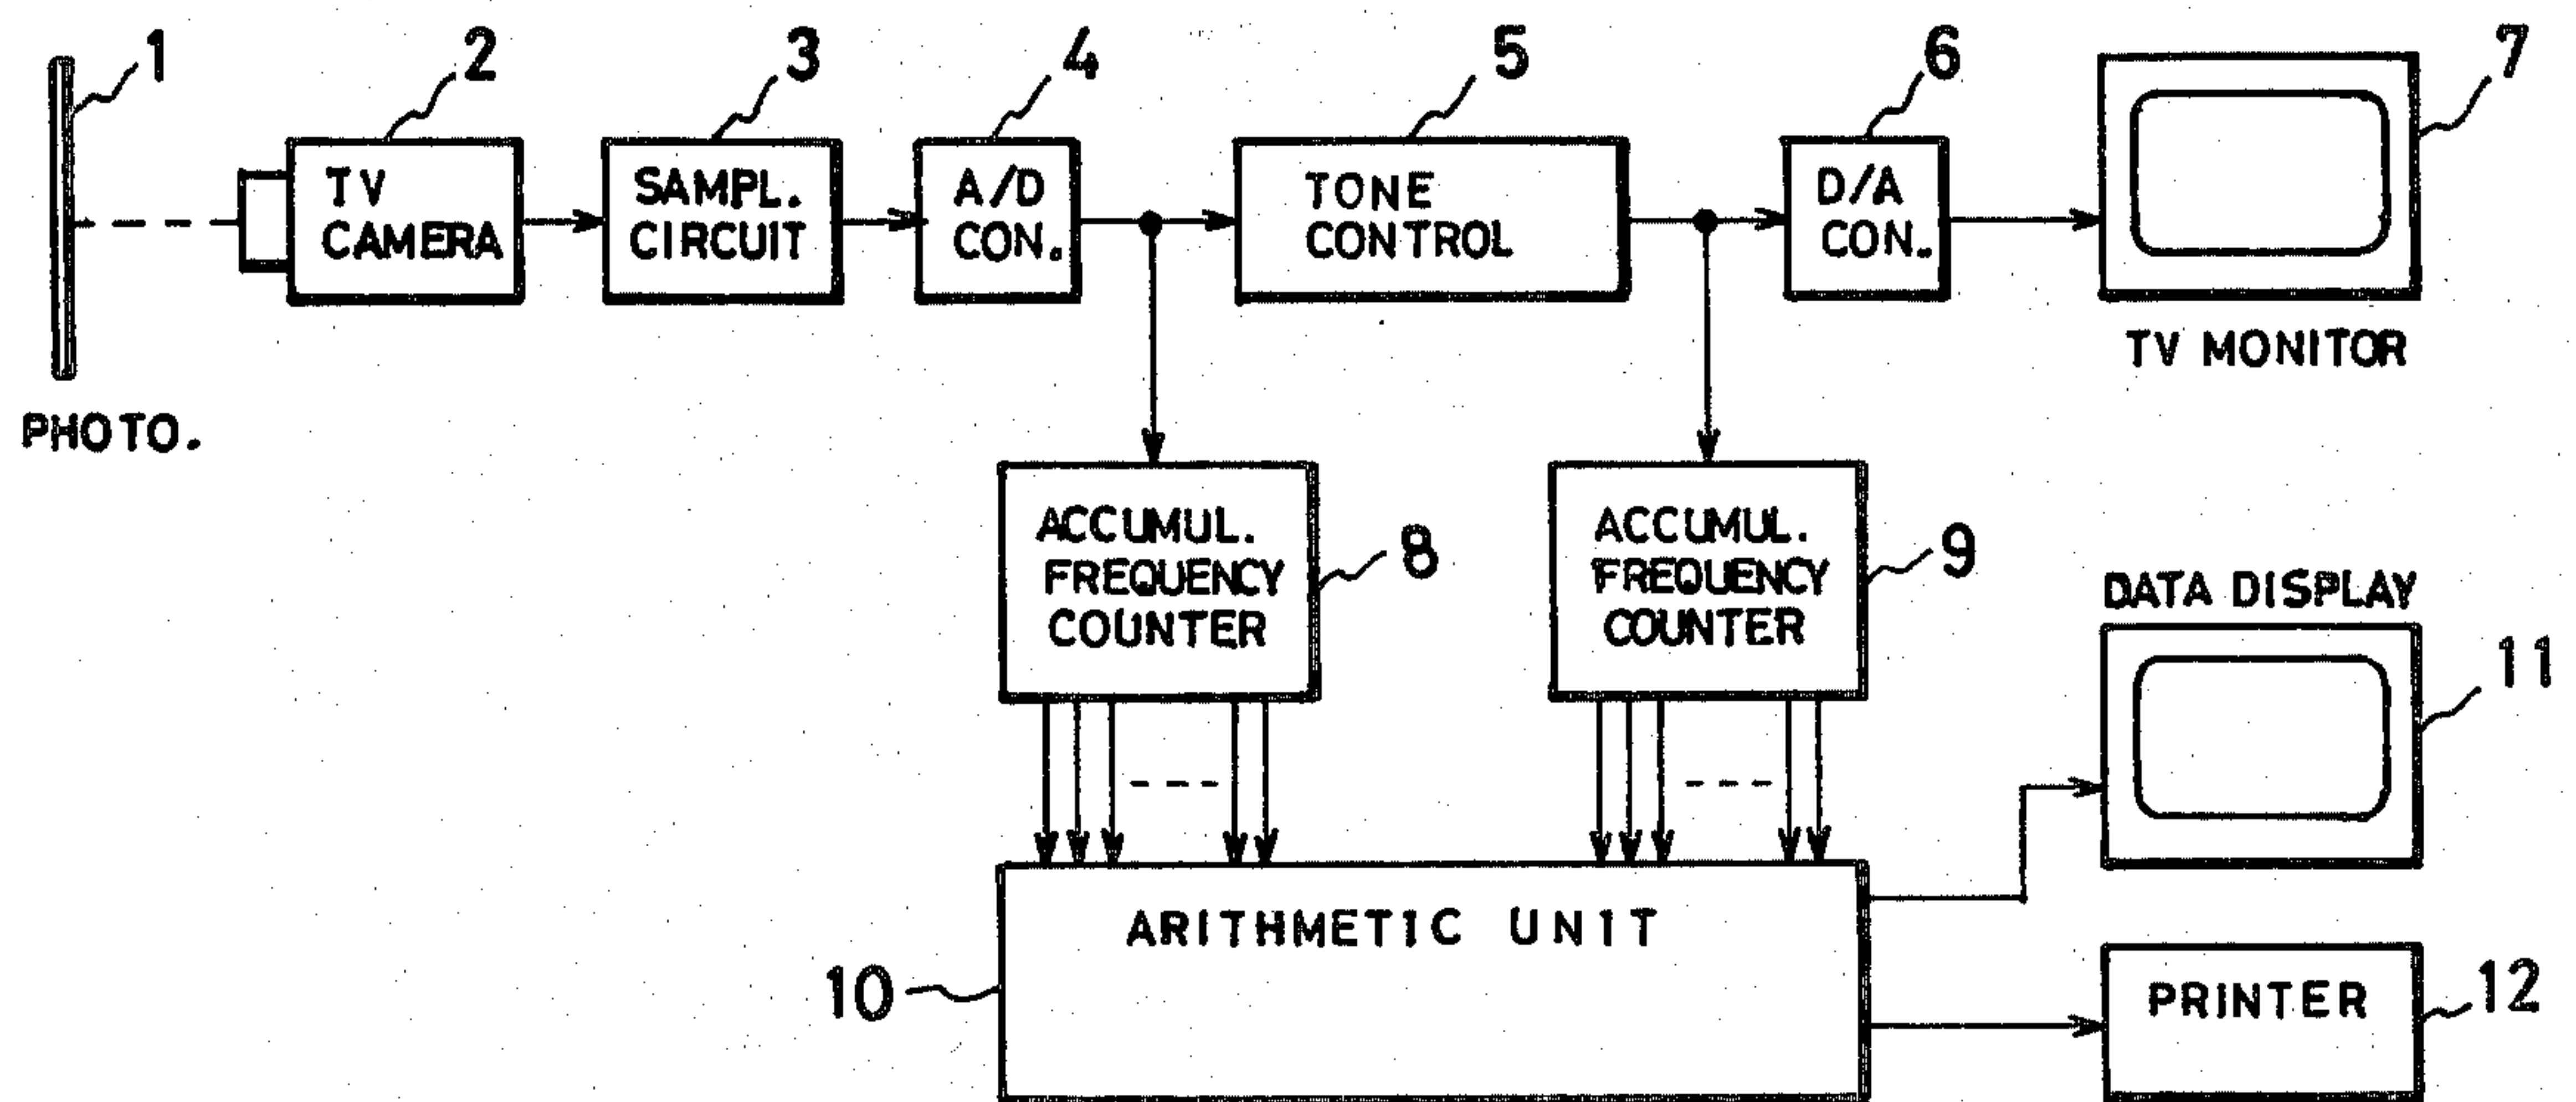 1
2
3
4
5
6
7
TV
CAMERA
SAMPL.
CIRCUIT
A/D
CON.
TONE
CONTROL
D/A
CON.
TV MONITOR
PHOTO.
ACCUMUL.
FREQUENCY
COUNTER
8
ACCUMUL.
FREQUENCY
COUNTER
9
DATA DISPLAY
11
ARITHMETIC UNIT
10
PRINTER
12